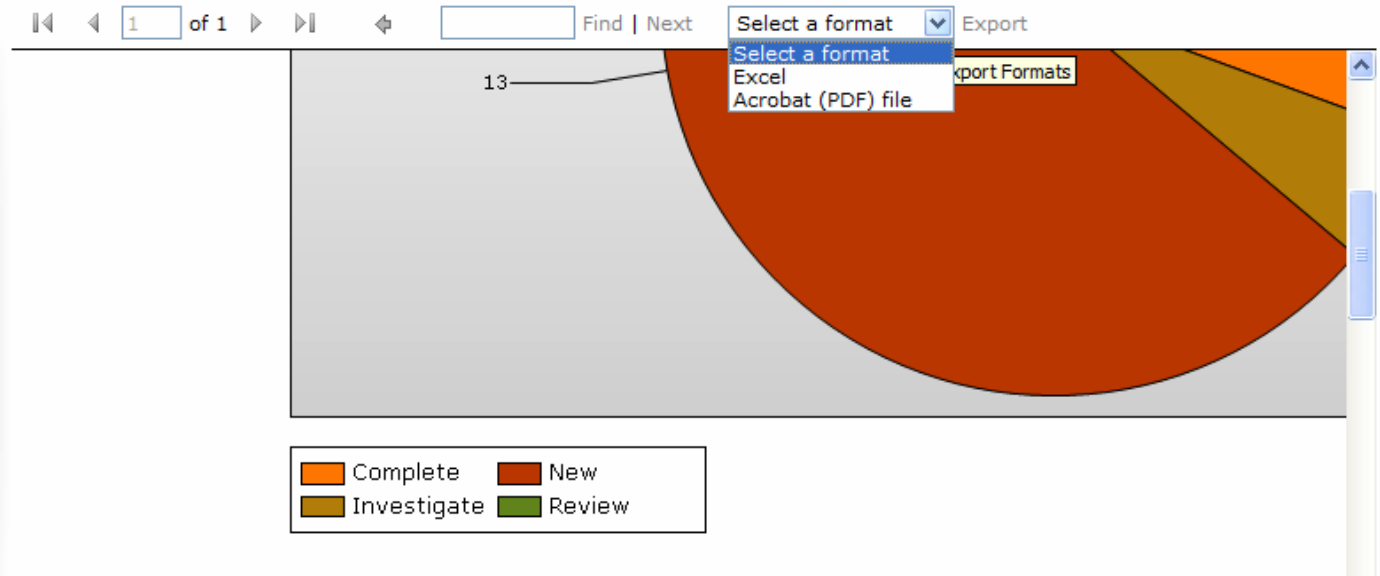 1 of 1 Find | Next Select a format Export
Select a format
Excel
Acrobat (PDF) file
xport Formats
13
Complete New
Investigate Review